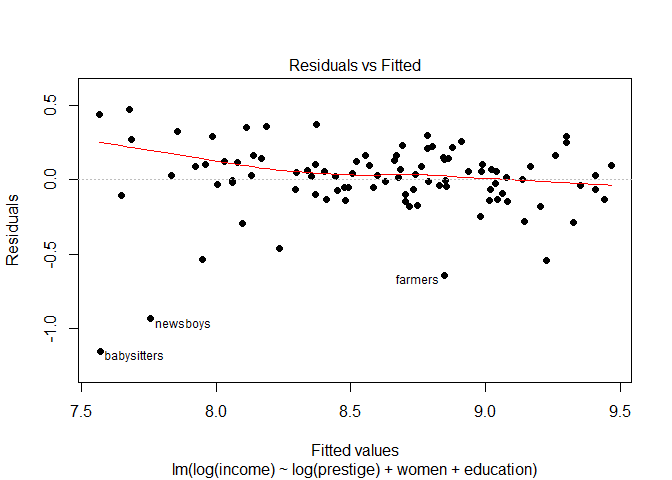 Residuals vs Fitted
Residuals
0.5
0.0
-0.5
-1.0
farmers
newsboys
babysitters
7.5 8.0 8.5 9.0 9.5
Fitted values
lm(log(income) ~ log(prestige) + women + education)